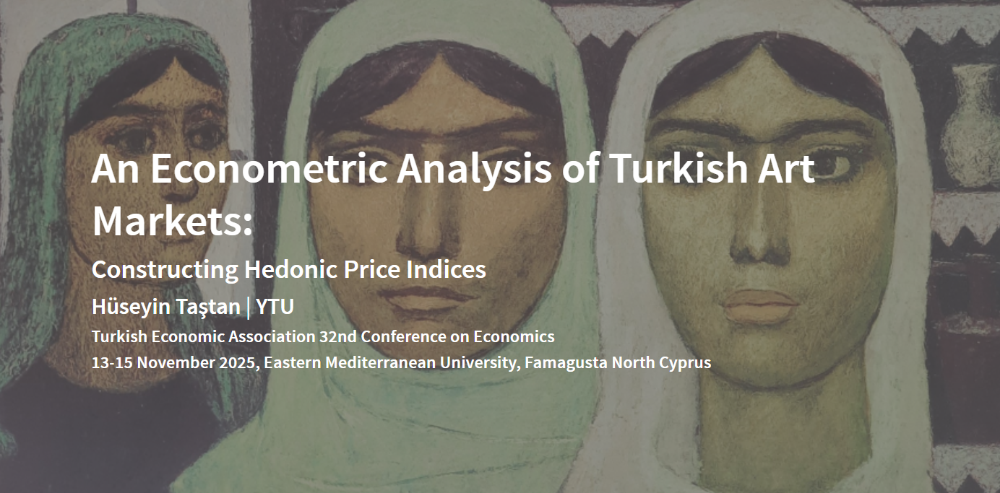 An Econometric Analysis of Turkish Art
Markets:
Constructing Hedonic Price Indices
Hüseyin Taştan | YTU
Turkish Economic Association 32nd Conference on Economics
13-15 November 2025, Eastern Mediterranean University, Famagusta North Cyprus